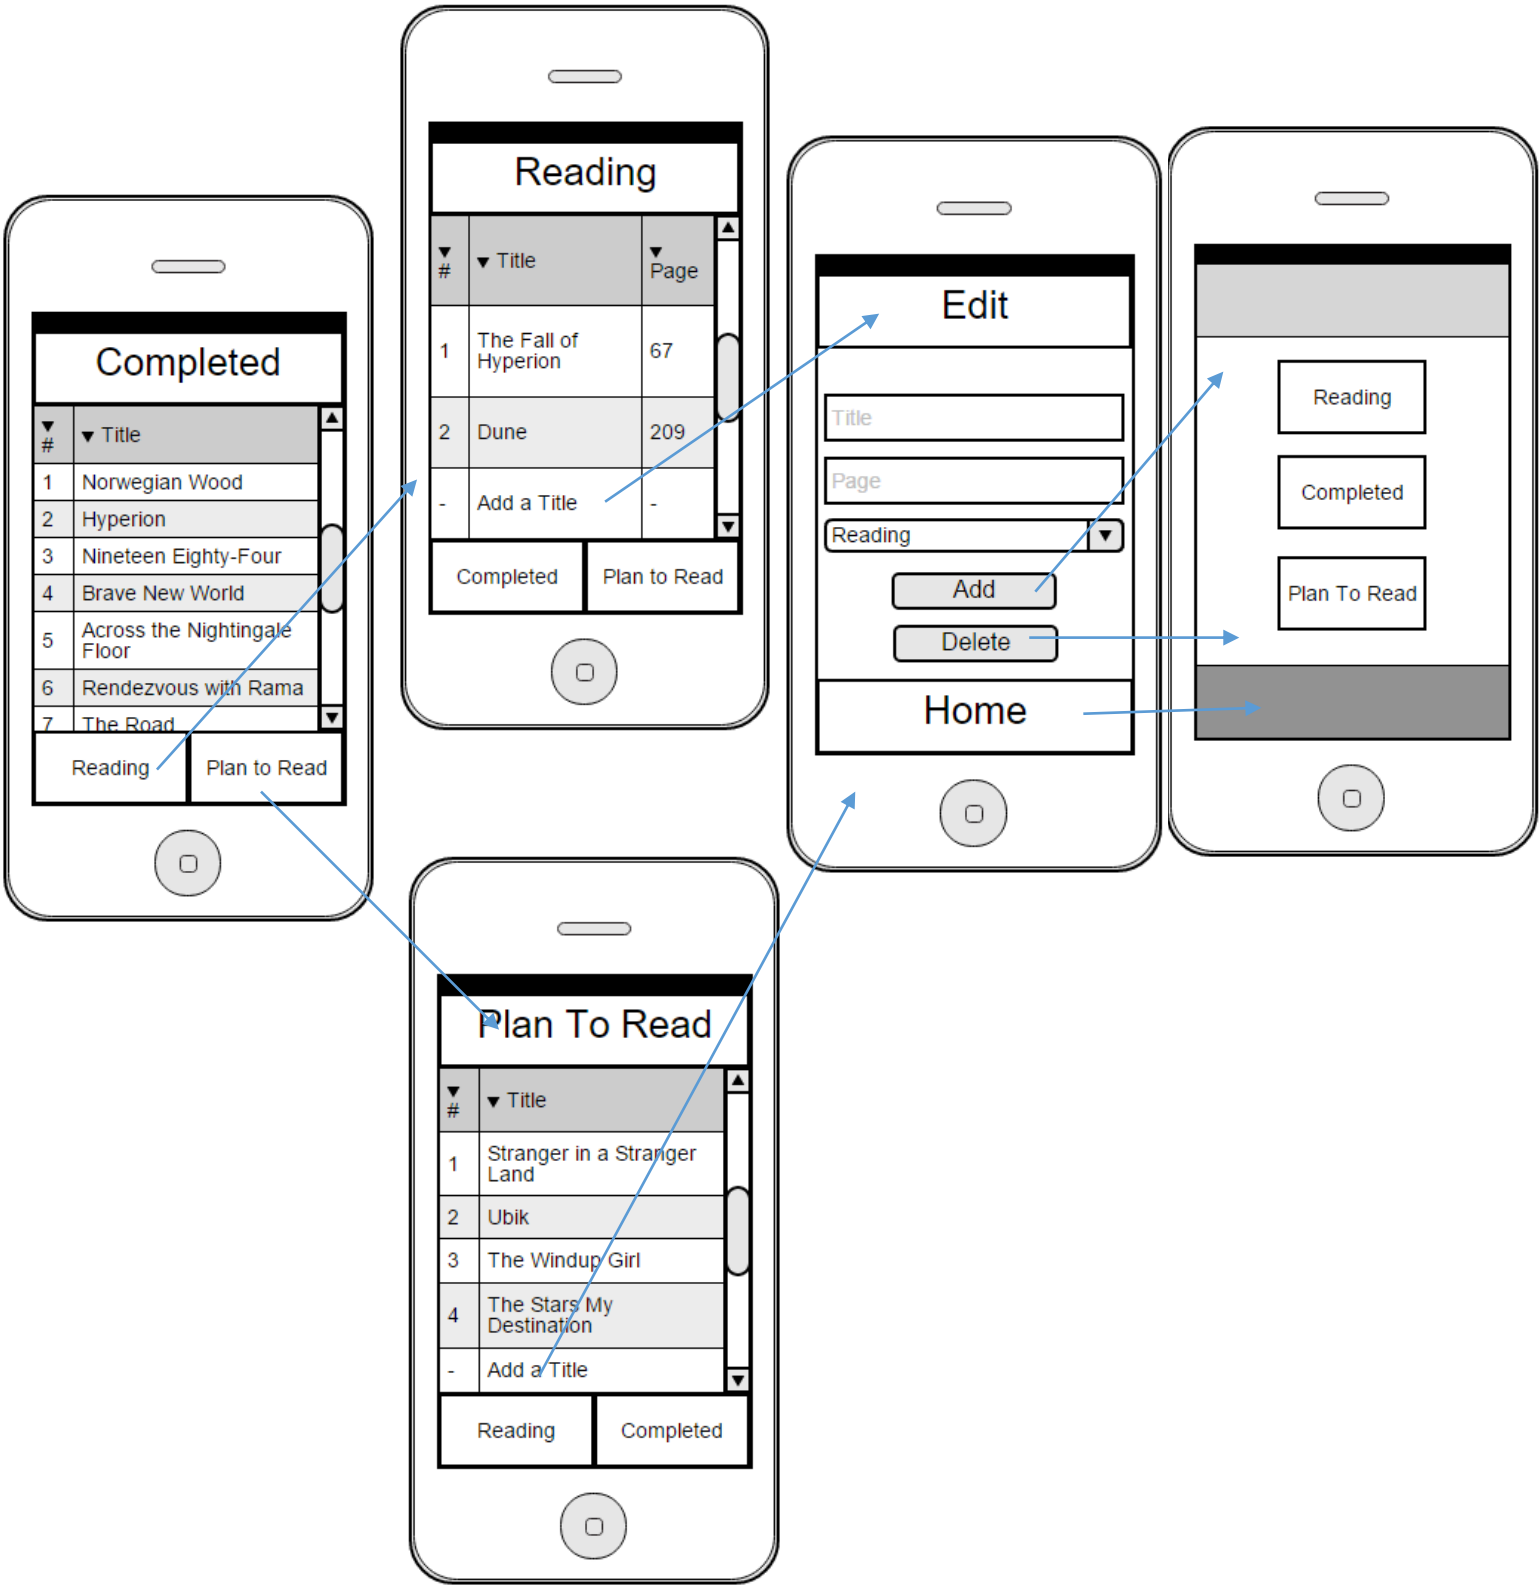 Completed
# Title
1 Norwegian Wood
2 Hyperion
3 Nineteen Eighty-Four
4 Brave New World
5 Across the Nightingale
Floor
6 Rendezvous with Rama
7 The Road
Reading Plan to Read
Reading
# Title Page
1 The Fall of
Hyperion 67
2 Dune 209
- Add a Title -
Completed Plan to Read
Plan To Read
# Title
1 Stranger in a Stranger
Land
2 Ubik
3 The Windup Girl
4 The Stars My
Destination
- Add a Title
Reading Completed
Edit
Title
Page
Reading
Add
Delete
Home
Reading
Completed
Plan To Read